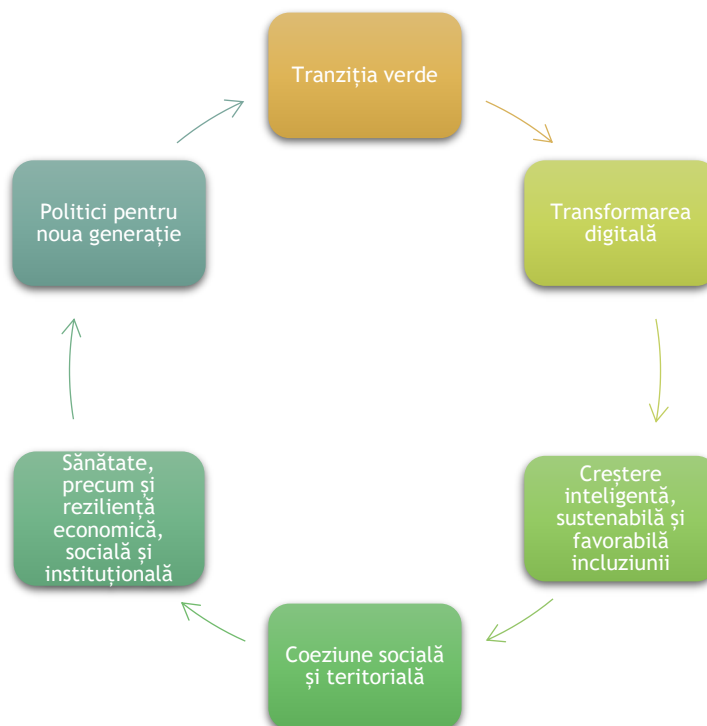 Tranziția verde
Transformarea
digitală
Creștere
inteligentă,
sustenabilă și
favorabilă
incluziunii
Coeziune socială
și teritorială
Sănătate,
precum și
reziliență
economică,
socială și
instituțională
Politici pentru
noua generație